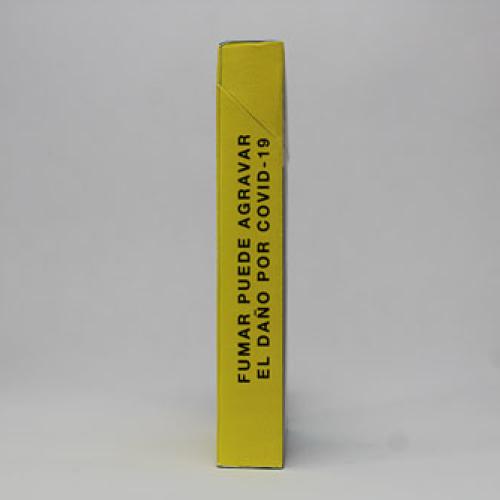 FUMAR PUEDE AGRAVAR
EL DAÑO POR COVID-19